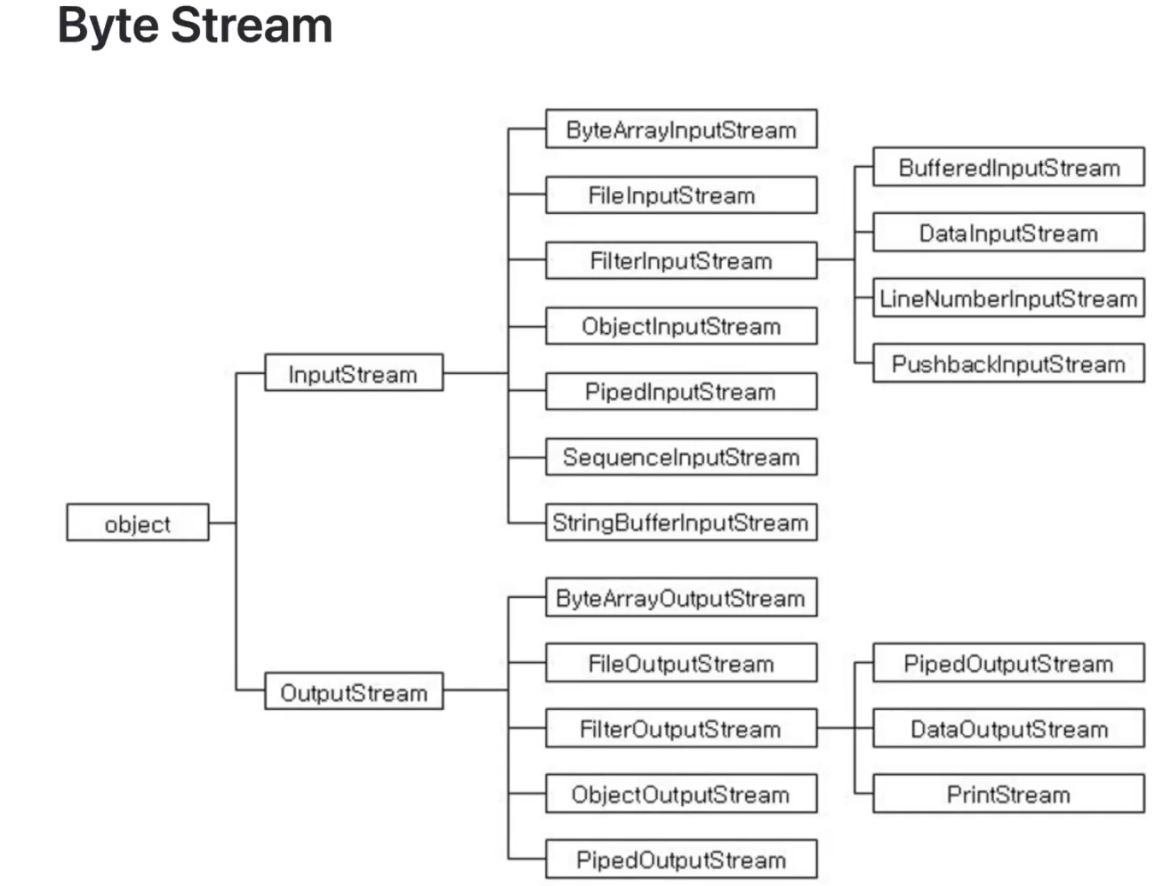 Byte Stream
ByteArrayInputStream
BufferedInputStream
FileInputStream
DataInputStream
FilterInputStream
LineNumberInputStream
ObjectInputStream
PushbackInputStream
InputStream
PipedInputStream
SequenceInputStream
object
StringBufferInputStream
ByteArrayOutputStream
FileOutputStream
PipedOutputStream
OutputStream
FilterOutputStream
DataOutputStream
ObjectOutputStream
PrintStream
PipedOutputStream